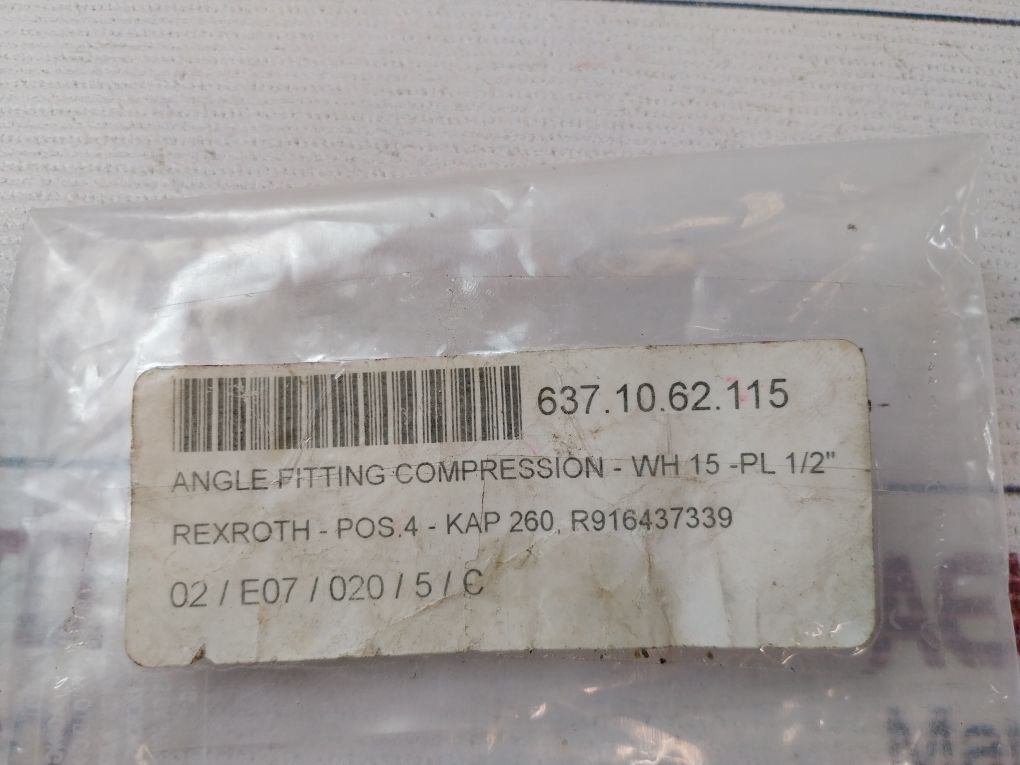 637.10.62.115
ANGLE FITTING COMPRESSION - WH 15 -PL 1/2"
REXROTH - POS.4 - KAP 260, R916437339
02 / E07 / 020 / 5 / C